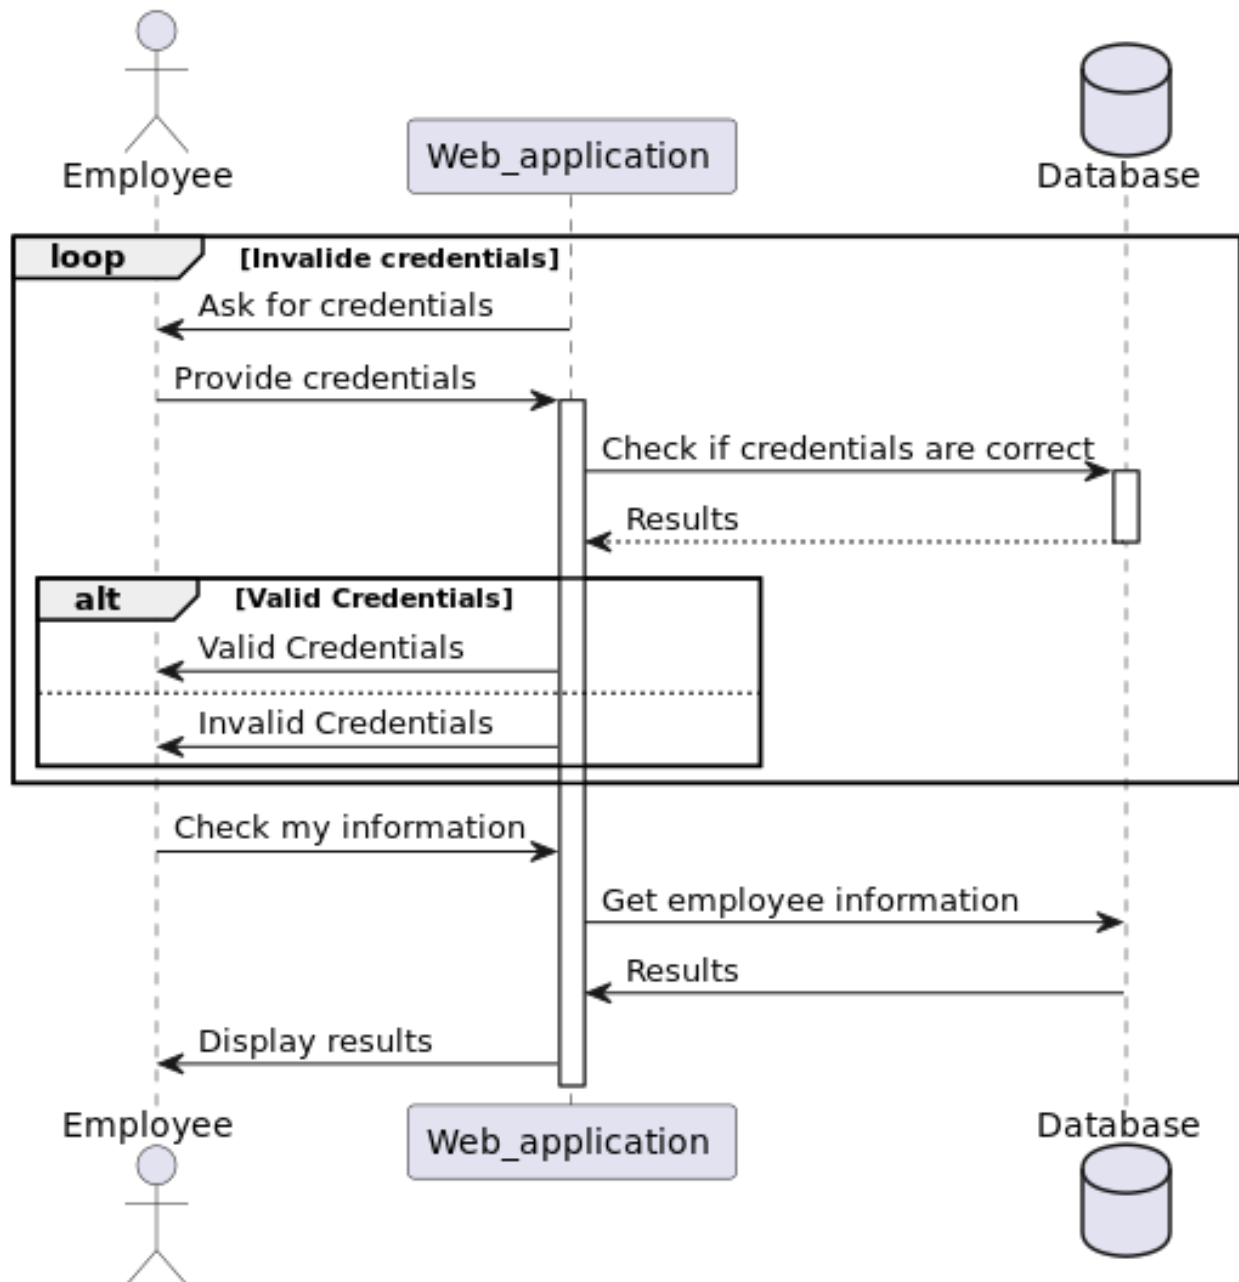 Employee
Web_application
Database
loop
[Invalide credentials]
Ask for credentials
Provide credentials
Check if credentials are correct
Results
alt
[Valid Credentials]
Valid Credentials
Invalid Credentials
Check my information
Get employee information
Results
Display results
Employee
Web_application
Database